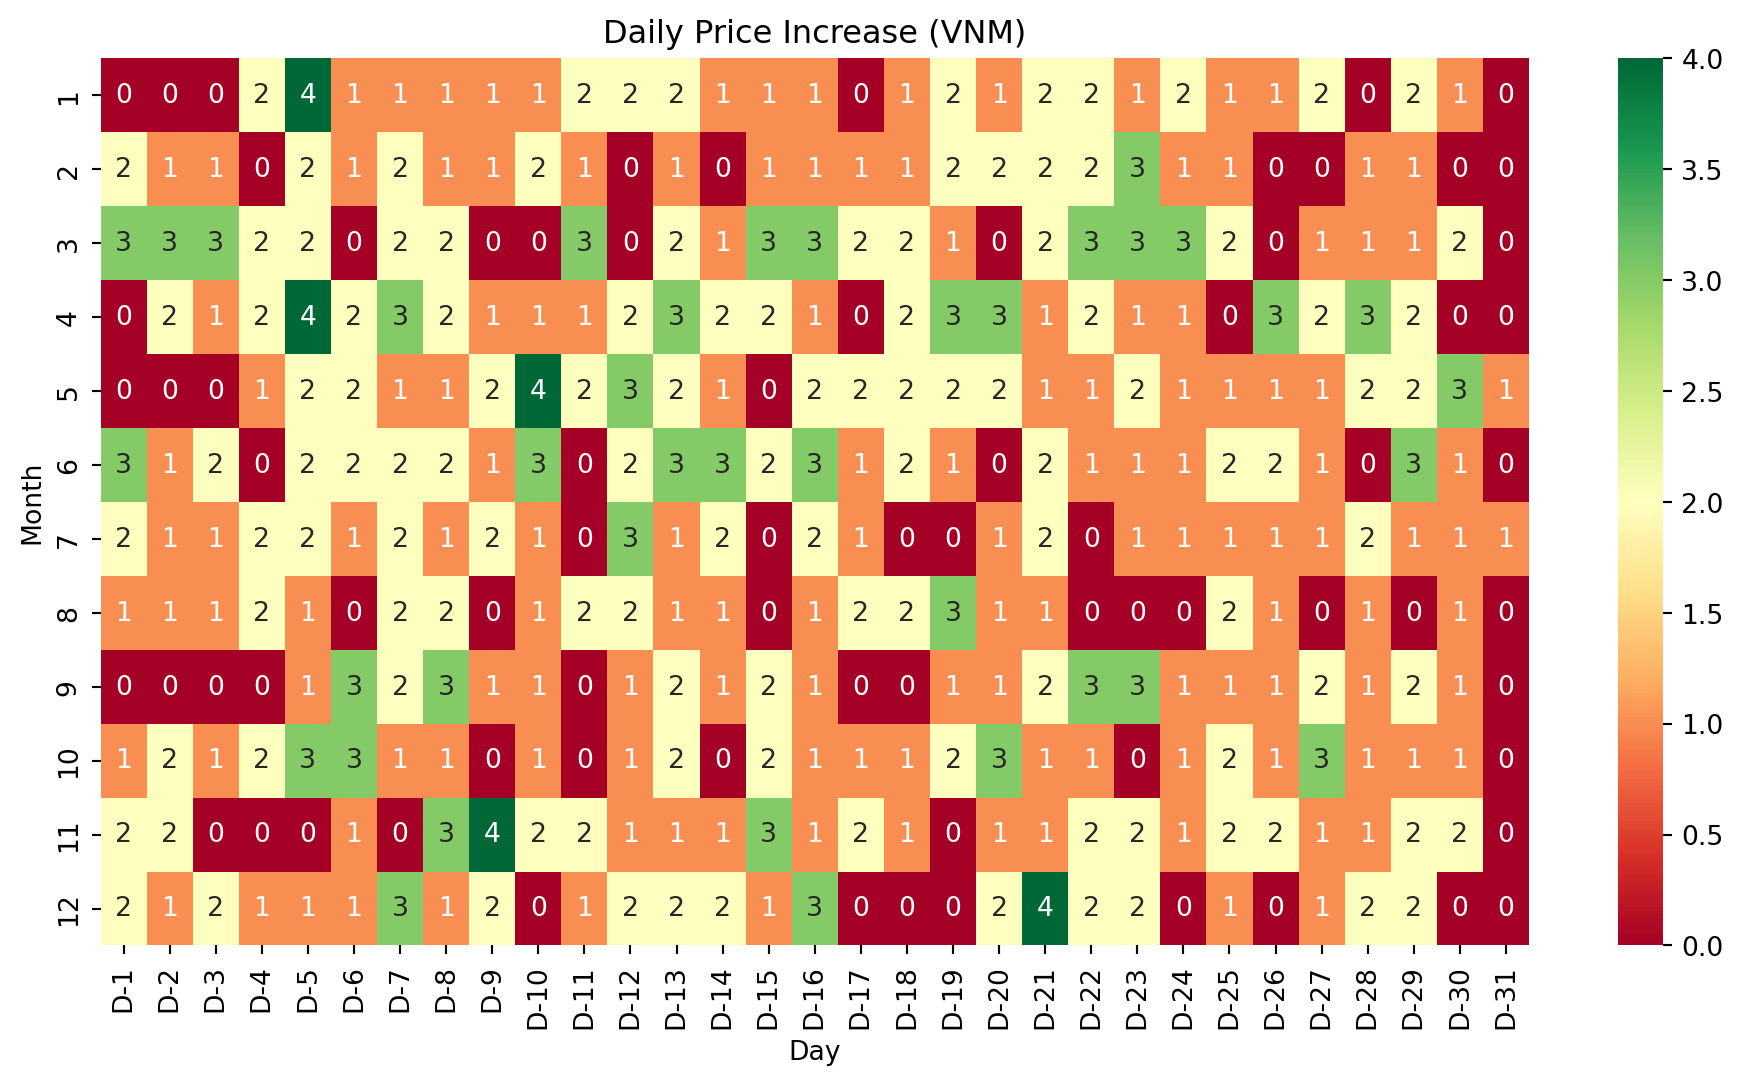 Daily Price Increase (VNM)
1 0 0 0 2 4 1 1 1 1 1 2 2 2 1 1 1 0 1 2 1 2 2 1 2 1 1 2 0 2 1 0
2 2 1 1 0 2 1 2 1 1 2 1 0 1 0 1 1 1 1 2 2 2 2 3 1 1 0 0 1 1 0 0
3 3 3 3 2 2 0 2 2 0 0 3 0 2 1 3 3 2 2 1 0 2 3 3 3 2 0 1 1 1 2 0
4 0 2 1 2 4 2 3 2 1 1 1 2 3 2 2 1 0 2 3 3 1 2 1 1 0 3 2 3 2 0 0
5 0 0 0 1 2 2 1 1 2 4 2 3 2 1 0 2 2 2 2 2 1 1 2 1 1 1 1 2 2 3 1
6 3 1 2 0 2 2 2 2 1 3 0 2 3 3 2 3 1 2 1 0 2 1 1 1 2 2 1 0 3 1 0
7 2 1 1 2 2 1 2 1 2 1 0 3 1 2 0 2 1 0 0 1 2 0 1 1 1 1 1 2 1 1 1
8 1 1 1 2 1 0 2 2 0 1 2 2 1 1 0 1 2 2 3 1 1 0 0 0 2 1 0 1 0 1 0
9 0 0 0 0 1 3 2 3 1 1 0 1 2 1 2 1 0 0 1 1 2 3 3 1 1 1 2 1 2 1 0
10 1 2 1 2 3 3 1 1 0 1 0 1 2 0 2 1 1 1 2 3 1 1 0 1 2 1 3 1 1 1 0
11 2 2 0 0 0 1 0 3 4 2 2 1 1 1 3 1 2 1 0 1 1 2 2 1 2 2 1 1 2 2 0
12 2 1 2 1 1 1 3 1 2 0 1 2 2 2 1 3 0 0 0 2 4 2 2 0 1 0 1 2 2 0 0
Month
D-1 D-2 D-3 D-4 D-5 D-6 D-7 D-8 D-9 D-10 D-11 D-12 D-13 D-14 D-15 D-16 D-17 D-18 D-19 D-20 D-21 D-22 D-23 D-24 D-25 D-26 D-27 D-28 D-29 D-30 D-31
Day
4.0
3.5
3.0
2.5
2.0
1.5
1.0
0.5
0.0